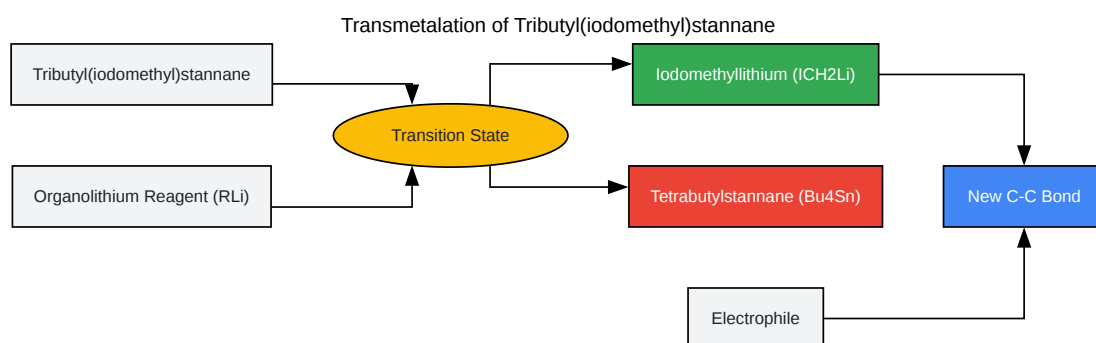 Transmetalation of Tributyl(iodomethyl)stannane
Tributyl(iodomethyl)stannane
Iodomethyllithium (ICH2Li)
Transition State
Organolithium Reagent (RLi)
Tetrabutylstannane (Bu4Sn)
New C-C Bond
Electrophile